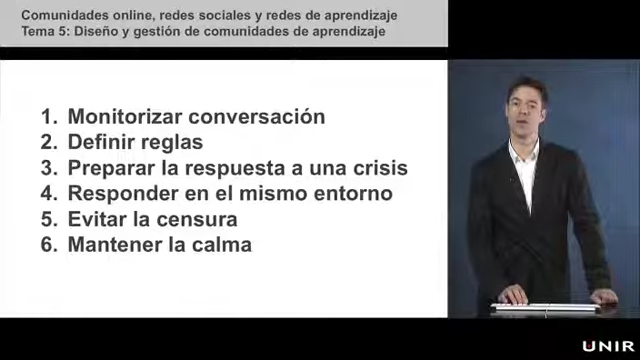 Comunidades online, redes sociales y redes de aprendizaje
Tema 5: Diseño y gestión de comunidades de aprendizaje
1. Monitorizar conversación
2. Definir reglas
3. Preparar la respuesta a una crisis
4. Responder en el mismo entorno
5. Evitar la censura
6. Mantener la calma
UNIR